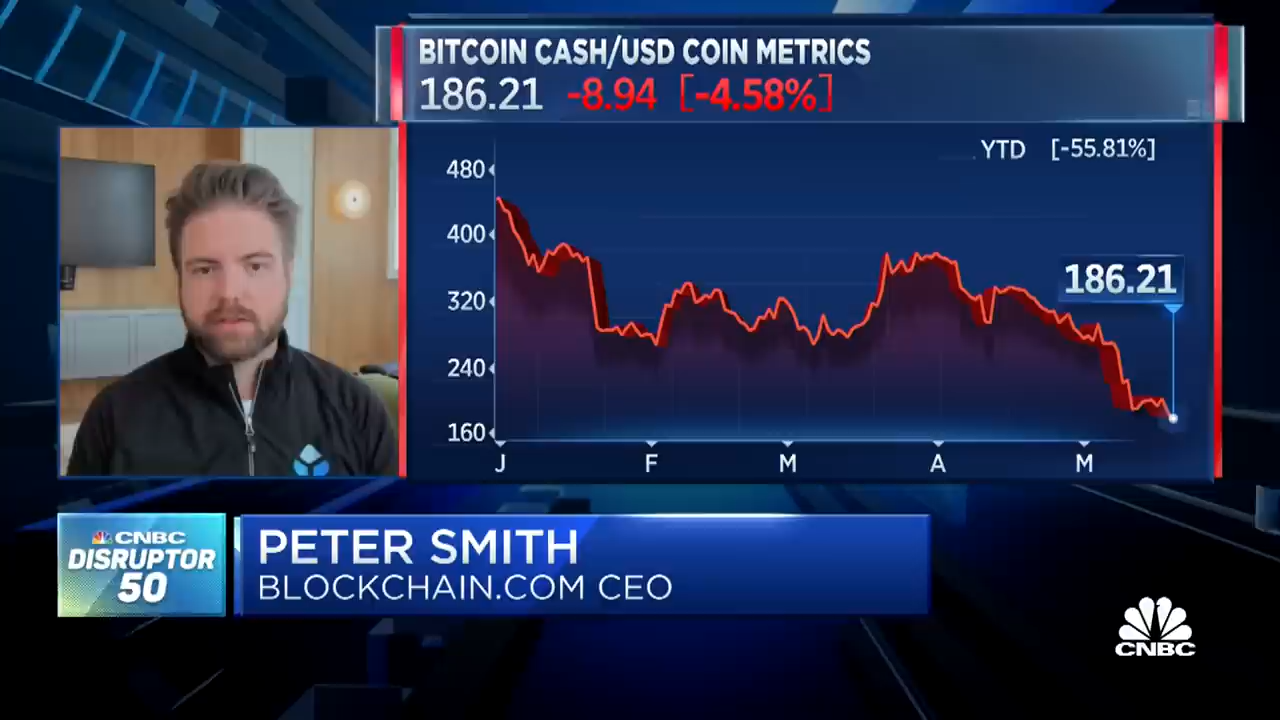 BITCOIN CASH/USD COIN METRICS
186.21 -8.94 [-4.58%]
YTD [-55.81%]
480
400
320
240
160
186.21
J F M A M
CNBC
DISRUPTOR
50
PETER SMITH
BLOCKCHAIN.COM CEO
CNBC